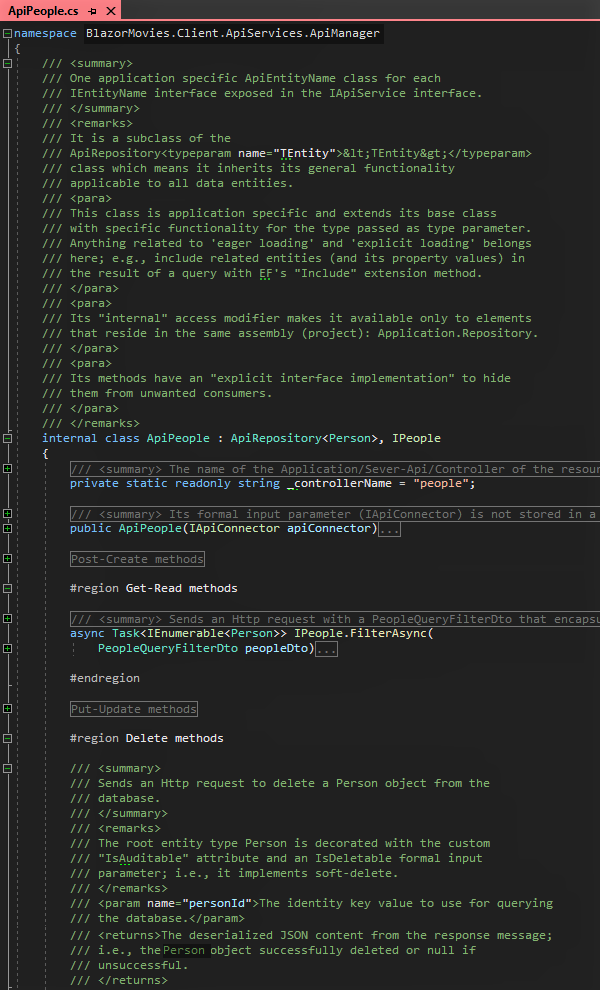 ApiPeople.cs
namespace BlazorMovies.Client.ApiServices.ApiManager
{
/// <summary>
/// One application specific ApiEntityName class for each
/// IEntityName interface exposed in the IApiService interface.
/// </summary>
/// <remarks>
/// It is a subclass of the
/// ApiRepository<typeparam name="TEntity">&lt;TEntity&gt;</typeparam>
/// class which means it inherits its general functionality
/// applicable to all data entities.
/// <para>
/// This class is application specific and extends its base class
/// with specific functionality for the type passed as type parameter.
/// Anything related to 'eager loading' and 'explicit loading' belongs
/// here; e.g., include related entities (and its property values) in
/// the result of a query with EF's "Include" extension method.
/// </para>
/// <para>
/// Its "internal" access modifier makes it available only to elements
/// that reside in the same assembly (project): Application.Repository.
/// </para>
/// <para>
/// Its methods have an "explicit interface implementation" to hide
/// them from unwanted consumers.
/// </para>
/// </remarks>
internal class ApiPeople : ApiRepository<Person>, IPeople
{
/// <summary> The name of the Application/Sever-Api/Controller of the resour
private static readonly string _controllerName = "people";
/// <summary> Its formal input parameter (IApiConnector) is not stored in a
public ApiPeople(IApiConnector apiConnector)...
Post-Create methods
#region Get-Read methods
/// <summary> Sends an Http request with a PeopleQueryFilterDto that encapsu
async Task<IEnumerable<Person>> IPeople.FilterAsync(
PeopleQueryFilterDto peopleDto)...
#endregion
Put-Update methods
#region Delete methods
/// <summary>
/// Sends an Http request to delete a Person object from the
/// database.
/// </summary>
/// <remarks>
/// The root entity type Person is decorated with the custom
/// "IsAuditable" attribute and an IsDeletable formal input
/// parameter; i.e., it implements soft-delete.
/// </remarks>
/// <param name="personId">The identity key value to use for querying
/// the database.</param>
/// <returns>The deserialized JSON content from the response message;
/// i.e., the Person object successfully deleted or null if
/// unsuccessful.
/// </returns>